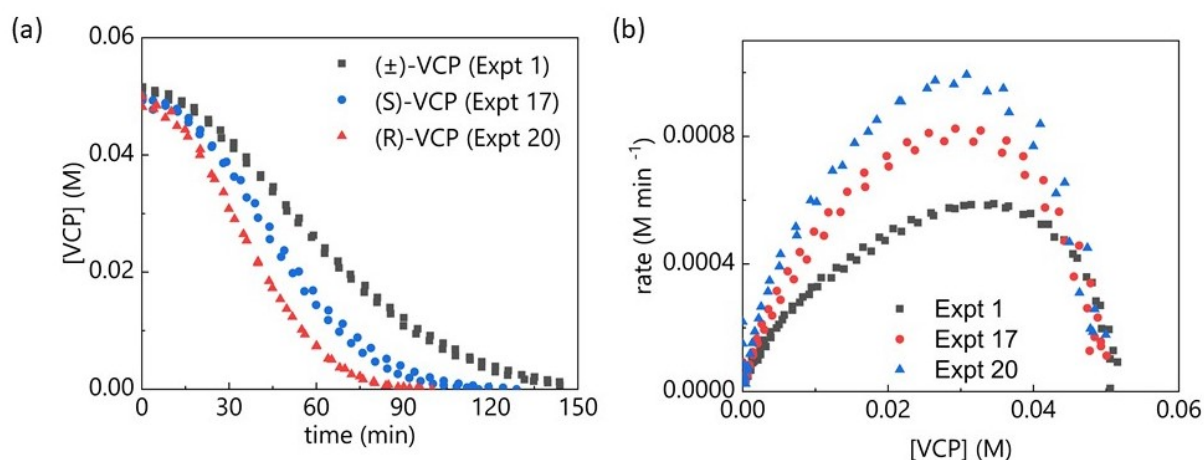 (a)
0.06
0.04
0.02
0.00
[VCP] (M)
(±)-VCP (Expt 1)
(S)-VCP (Expt 17)
(R)-VCP (Expt 20)
0 30 60 90 120 150
time (min)
(b)
0.0008
0.0004
0.0000
rate (M min ⁻¹)
Expt 1
Expt 17
Expt 20
0.00 0.02 0.04 0.06
[VCP] (M)